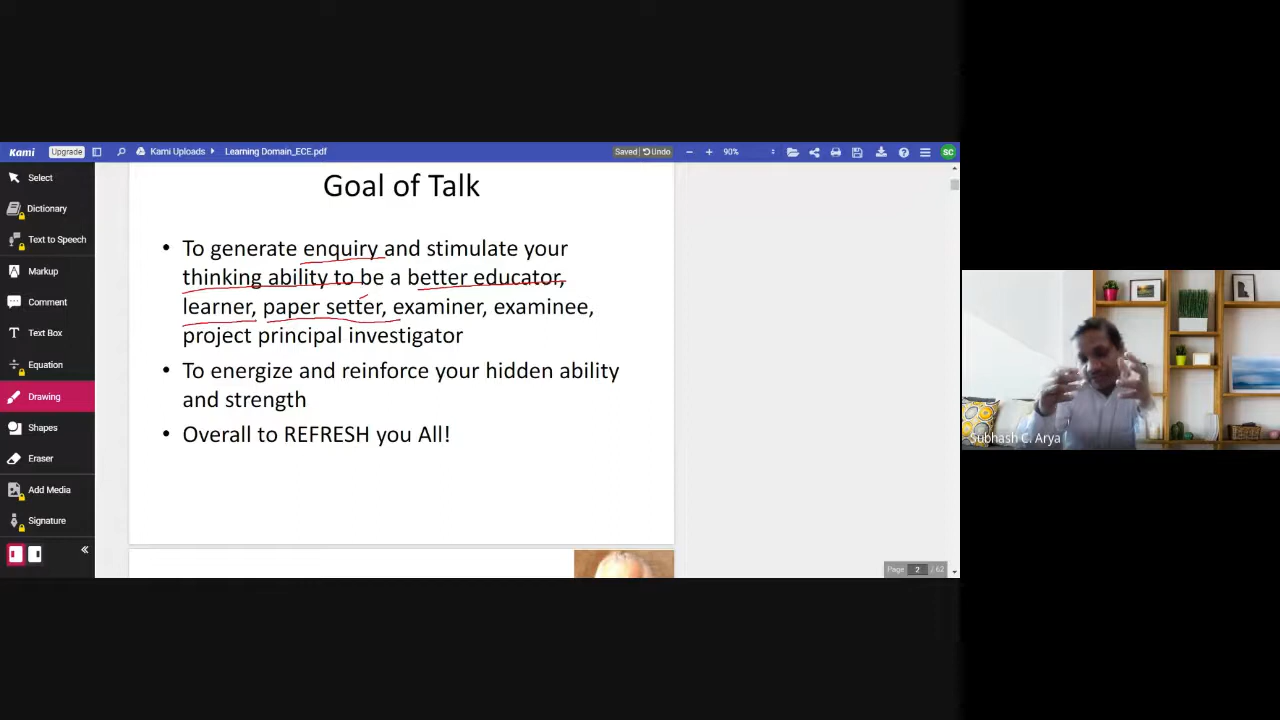 Kami Upgrade Kami Uploads Learning Domain_ECE.pdf Saved Undo 90% SC
Select
Dictionary
Text to Speech
Markup
Comment
Text Box
Equation
Drawing
Shapes
Eraser
Add Media
Signature
Goal of Talk
• To generate enquiry and stimulate your
thinking ability to be a better educator,
learner, paper setter, examiner, examinee,
project principal investigator
• To energize and reinforce your hidden ability
and strength
• Overall to REFRESH you All!
Page 2 / 62
Subhash C. Arya